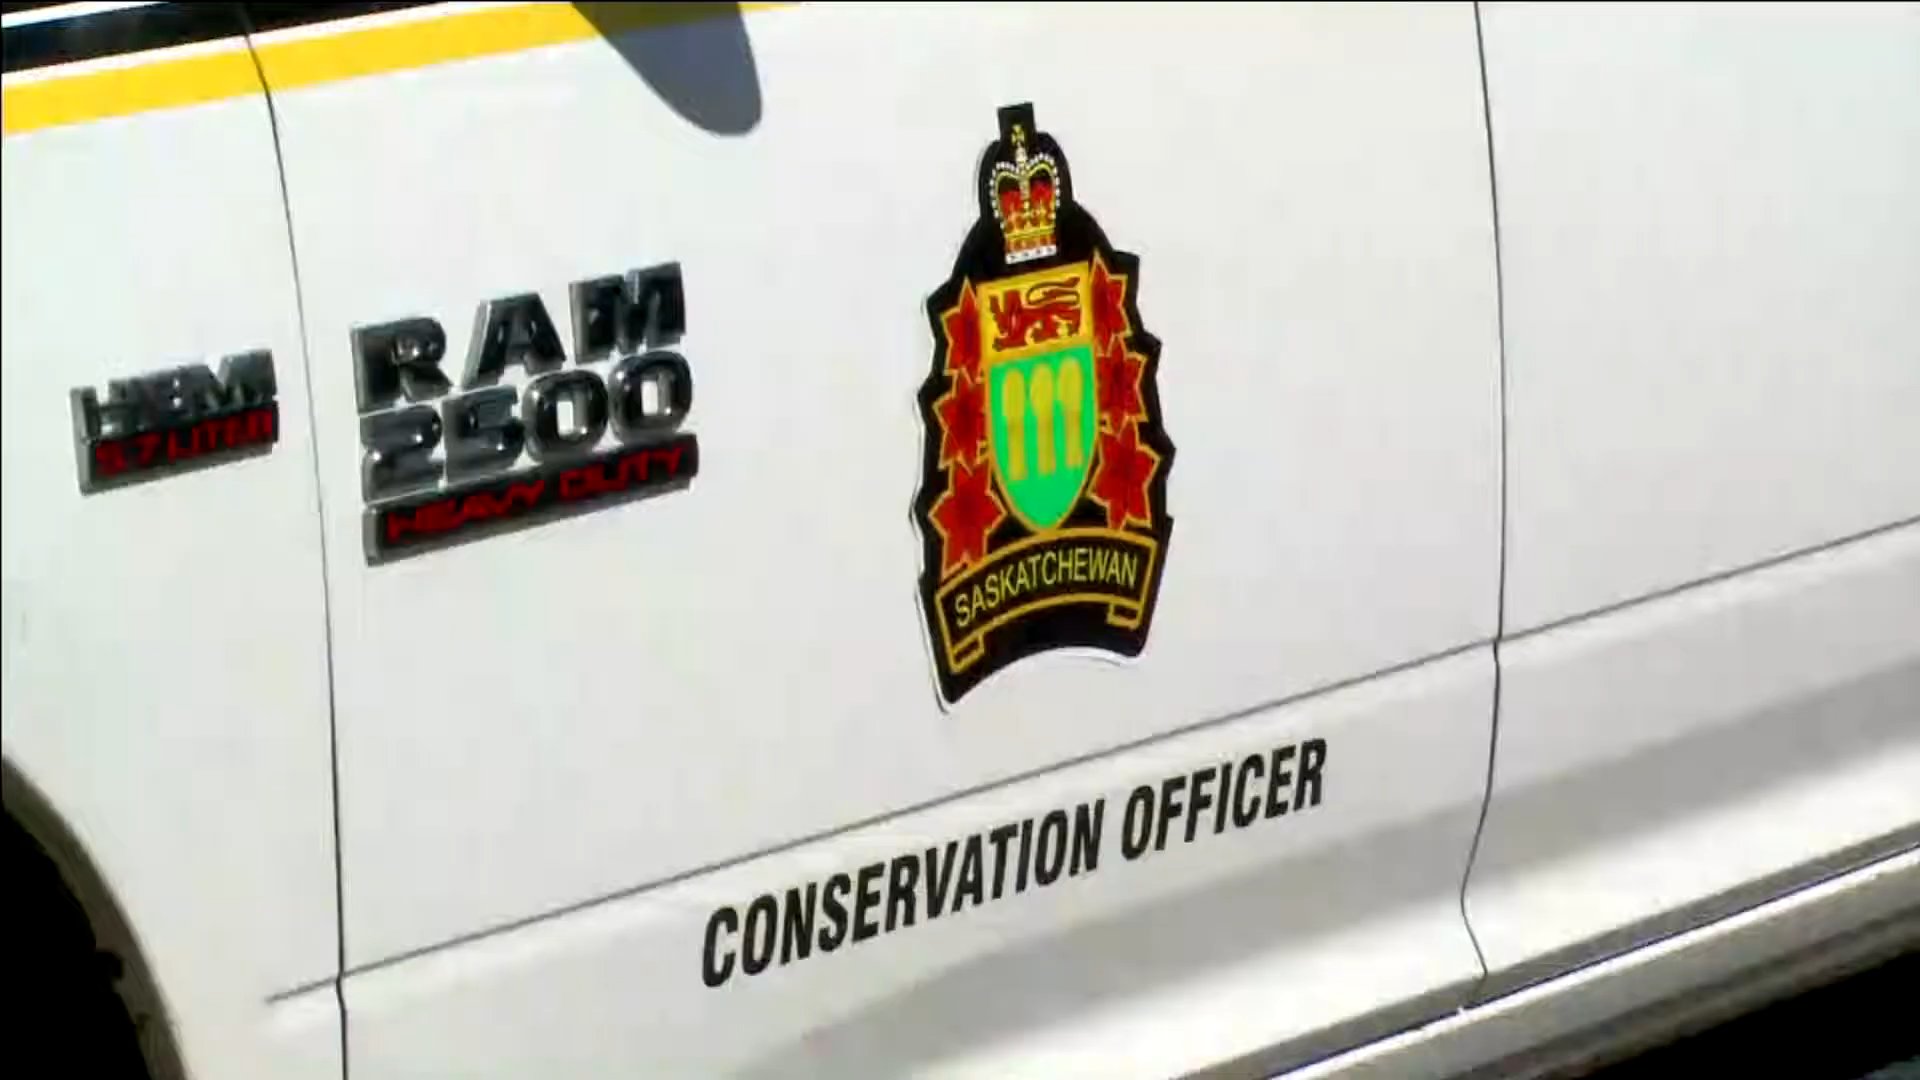 HEMI
5.7 LITER
RAM
2500
HEAVY DUTY
SASKATCHEWAN
CONSERVATION OFFICER